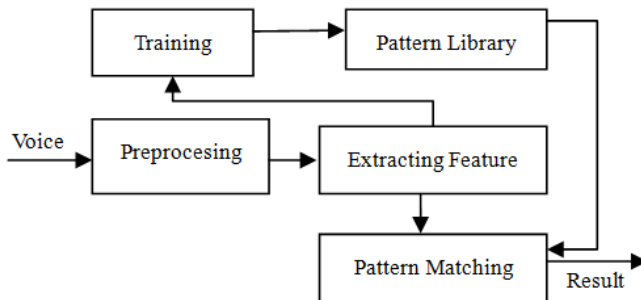 Training
Pattern Library
Voice
Preprocesing
Extracting Feature
Pattern Matching
Result